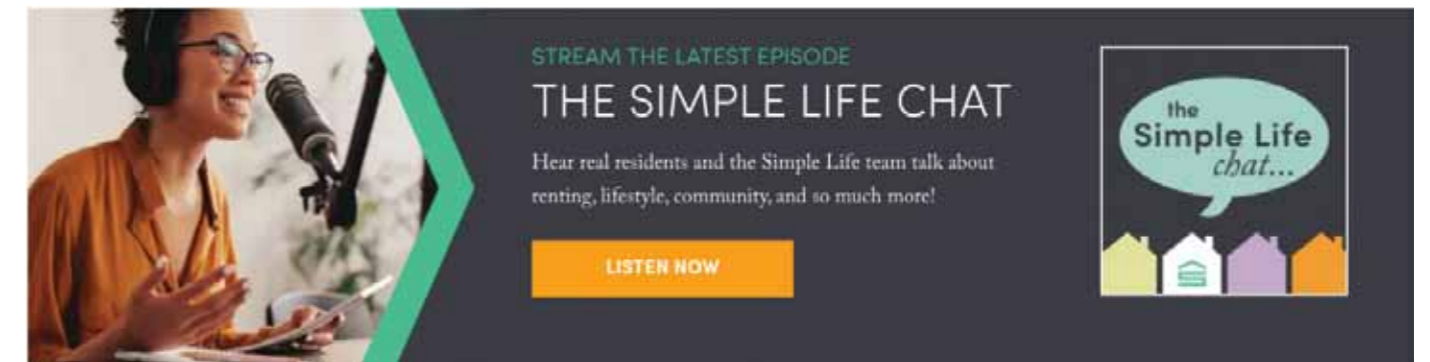 STREAM THE LATEST EPISODE
THE SIMPLE LIFE CHAT
Hear real residents and the Simple Life team talk about
renting, lifestyle, community, and so much more!
LISTEN NOW
the
Simple Life
chat...